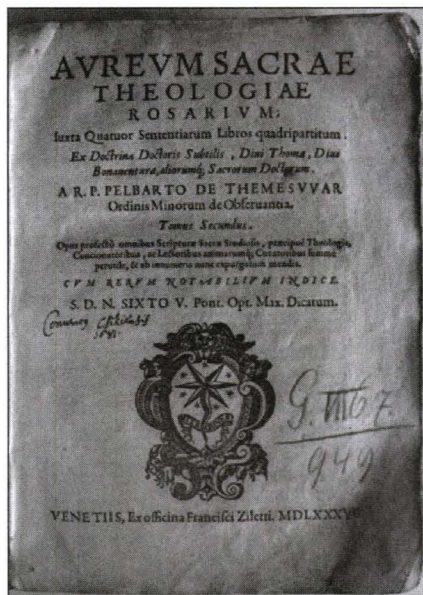 AVREVM SACRAE
THEOLOGIAE
ROSARIVM;
Iuxta Quatuor Sententiarum Libros quadripartitum.
Ex Doctrina Doctoris Subtilis, Diui Thomæ, Diui
Bonauenturæ, aliorumq́; Sacrorum Doctorum.
A R. P. PELBARTO DE THEMESVVAR
Ordinis Minorum de Obseruantia.
Tomus Secundus.
Opus profectò omnibus Scripturæ Sacræ Studiosis, præcipuè Theologis,
Concionatoribus, ac Lectoribus animarumq́; Curatoribus summè
perutile, & ab innumeris nunc expurgatum mendis.
CVM RERVM NOTABILIVM INDICE.
S. D. N. SIXTO V. Pont. Opt. Max. Dicatum.
G. III 67.
949
VENETIIS, Ex officina Francisci Ziletti.